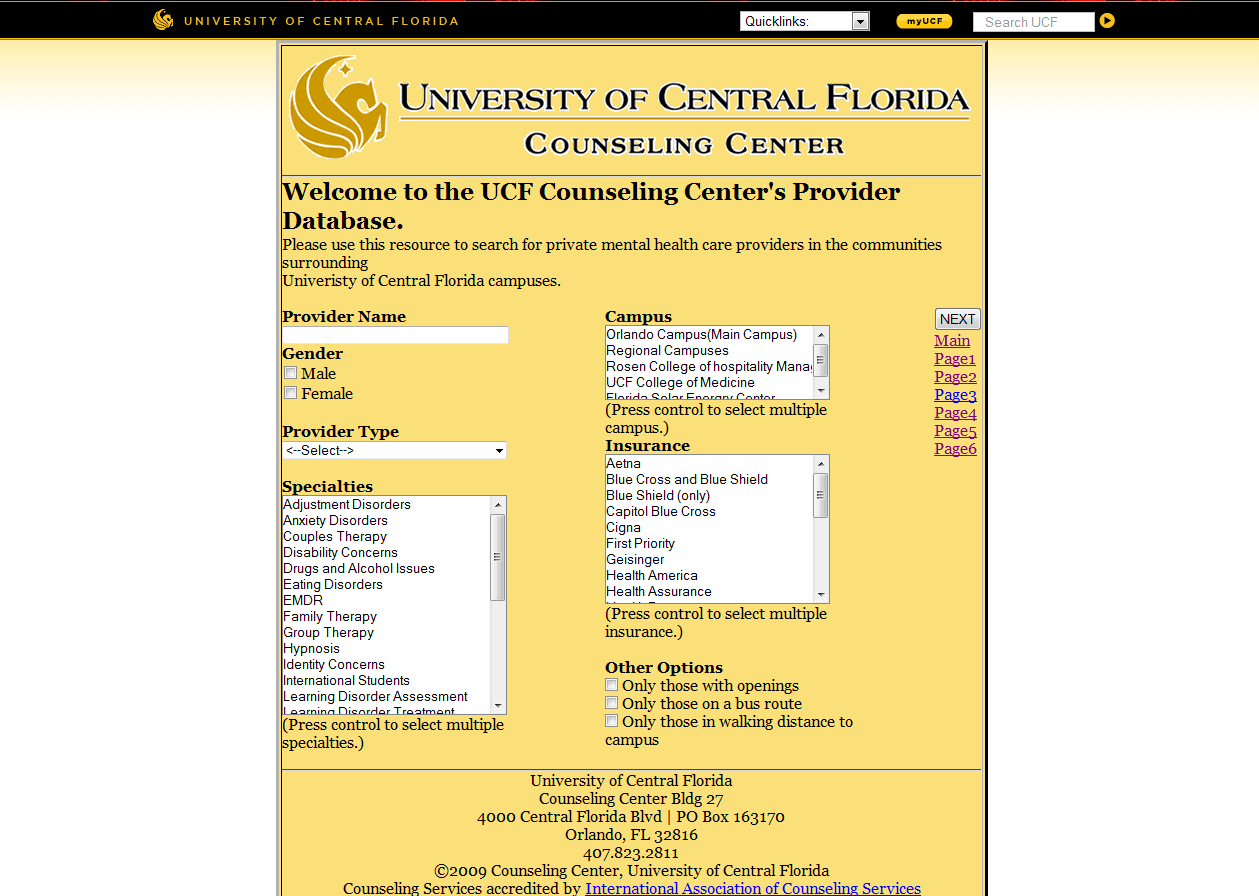 UNIVERSITY OF CENTRAL FLORIDA
Quicklinks:
myUCF
Search UCF
UNIVERSITY OF CENTRAL FLORIDA
COUNSELING CENTER
Welcome to the UCF Counseling Center's Provider
Database.
Please use this resource to search for private mental health care providers in the communities
surrounding
Univeristy of Central Florida campuses.
Provider Name
Gender
Male
Female
Provider Type
<--Select-->
Specialties
Adjustment Disorders
Anxiety Disorders
Couples Therapy
Disability Concerns
Drugs and Alcohol Issues
Eating Disorders
EMDR
Family Therapy
Group Therapy
Hypnosis
Identity Concerns
International Students
Learning Disorder Assessment
Learning Disorder Treatment
(Press control to select multiple
specialties.)
Campus
Orlando Campus(Main Campus)
Regional Campuses
Rosen College of hospitality Mana
UCF College of Medicine
Florida Solar Energry Center
(Press control to select multiple
campus.)
Insurance
Aetna
Blue Cross and Blue Shield
Blue Shield (only)
Capitol Blue Cross
Cigna
First Priority
Geisinger
Health America
Health Assurance
(Press control to select multiple
insurance.)
Other Options
Only those with openings
Only those on a bus route
Only those in walking distance to
campus
NEXT
Main
Page1
Page2
Page3
Page4
Page5
Page6
University of Central Florida
Counseling Center Bldg 27
4000 Central Florida Blvd | PO Box 163170
Orlando, FL 32816
407.823.2811
©2009 Counseling Center, University of Central Florida
Counseling Services accredited by International Association of Counseling Services